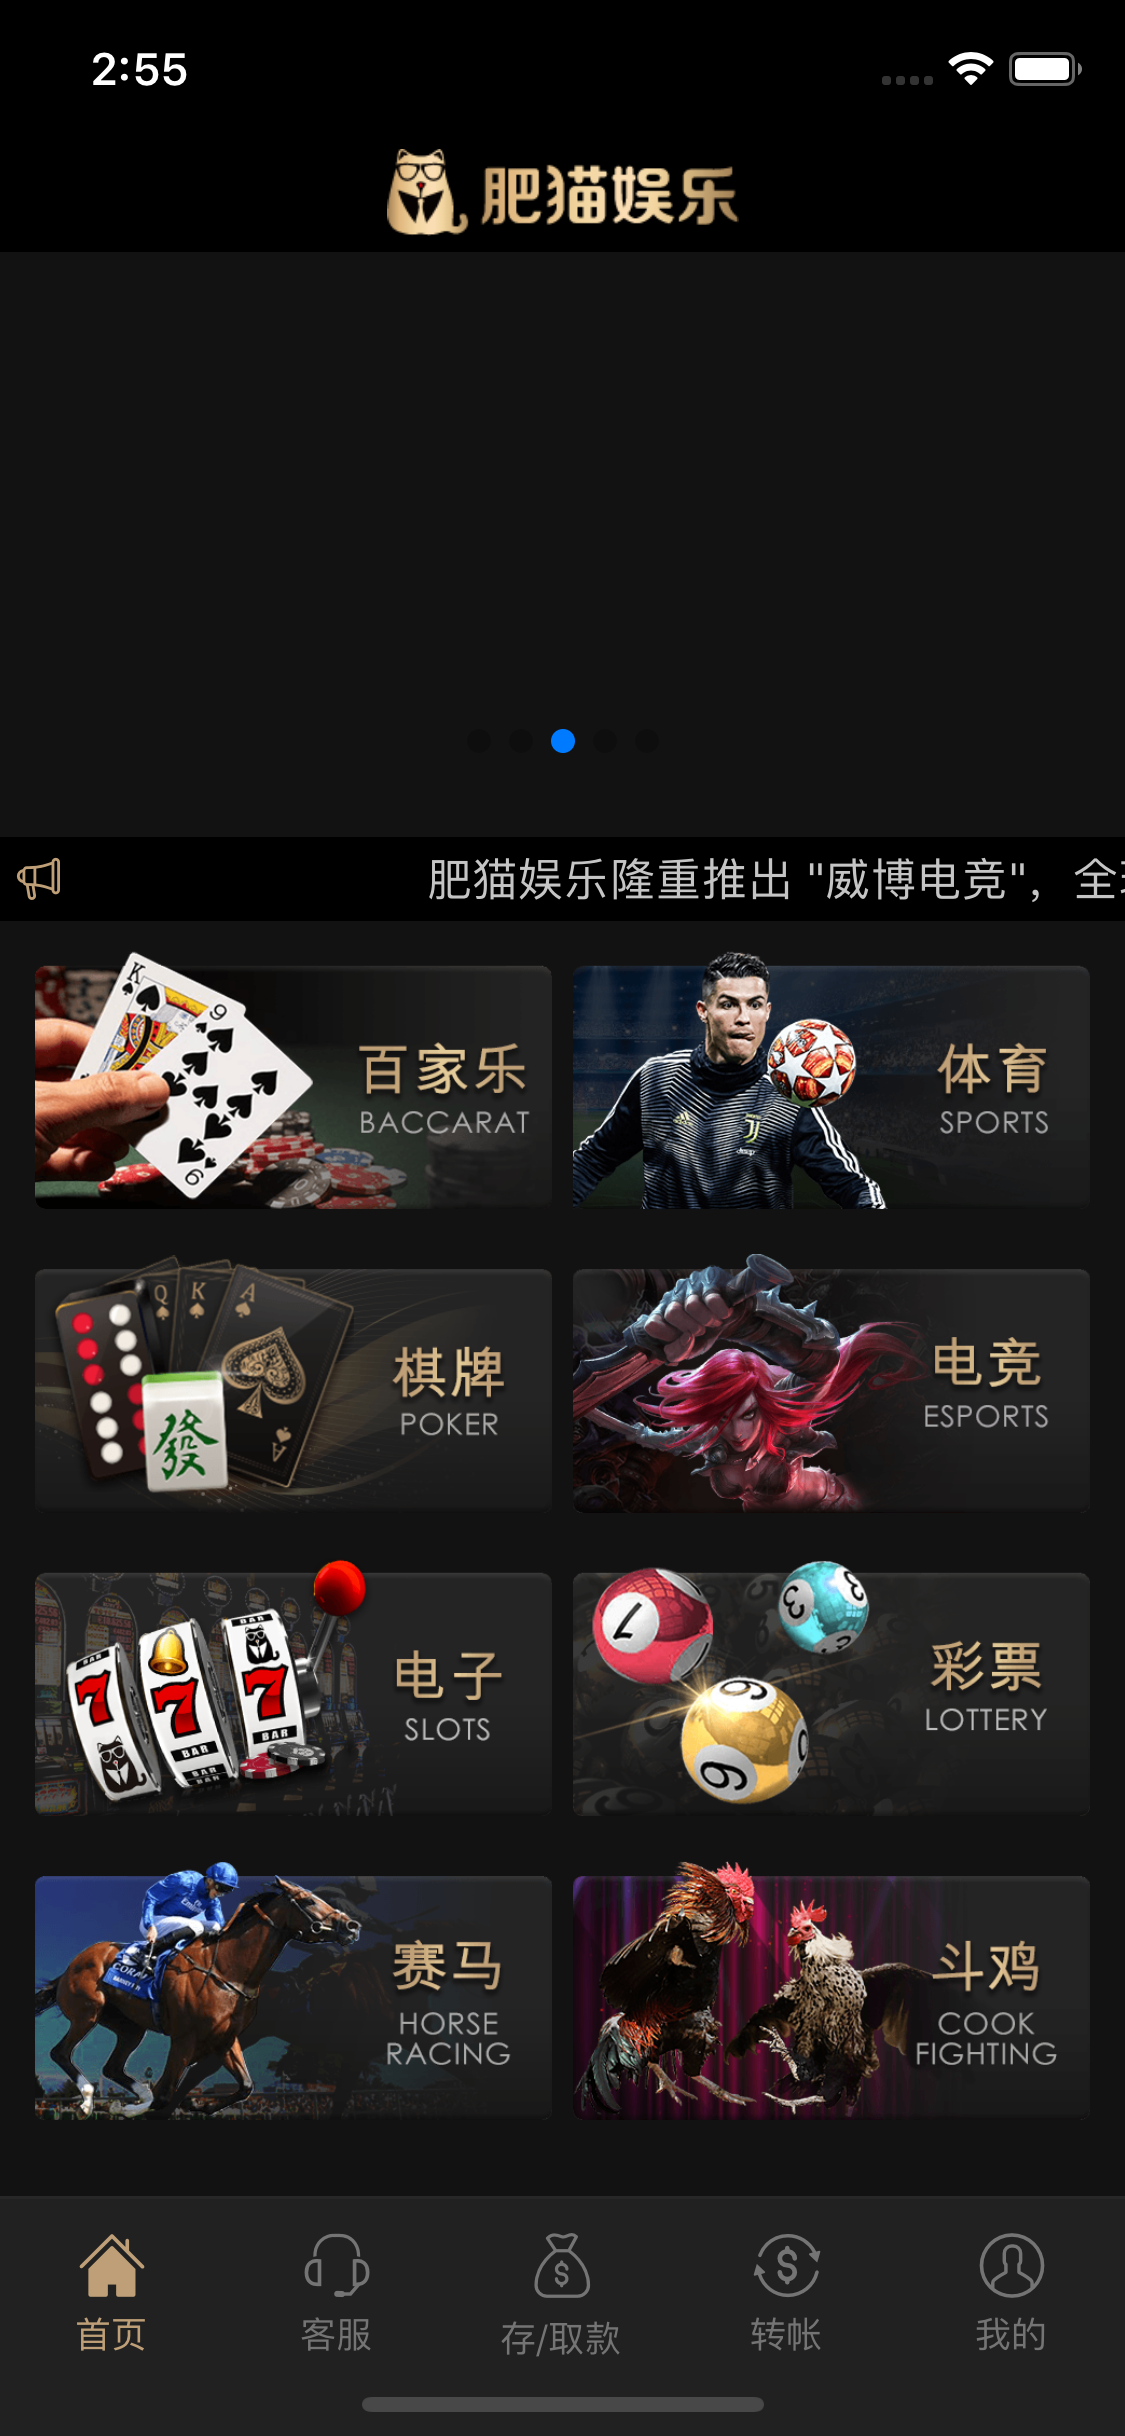 2:55
肥猫娱乐
肥猫娱乐隆重推出 "威博电竞"，全
百家乐
BACCARAT
体育
SPORTS
棋牌
POKER
电竞
ESPORTS
电子
SLOTS
彩票
LOTTERY
赛马
HORSE
RACING
斗鸡
COOK
FIGHTING
首页
客服
存/取款
转帐
我的